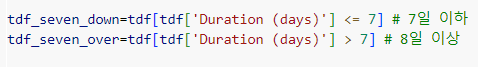 tdf_seven_down=tdf[tdf['Duration (days)'] <= 7] # 7일 이하
tdf_seven_over=tdf[tdf['Duration (days)'] > 7] # 8일 이상